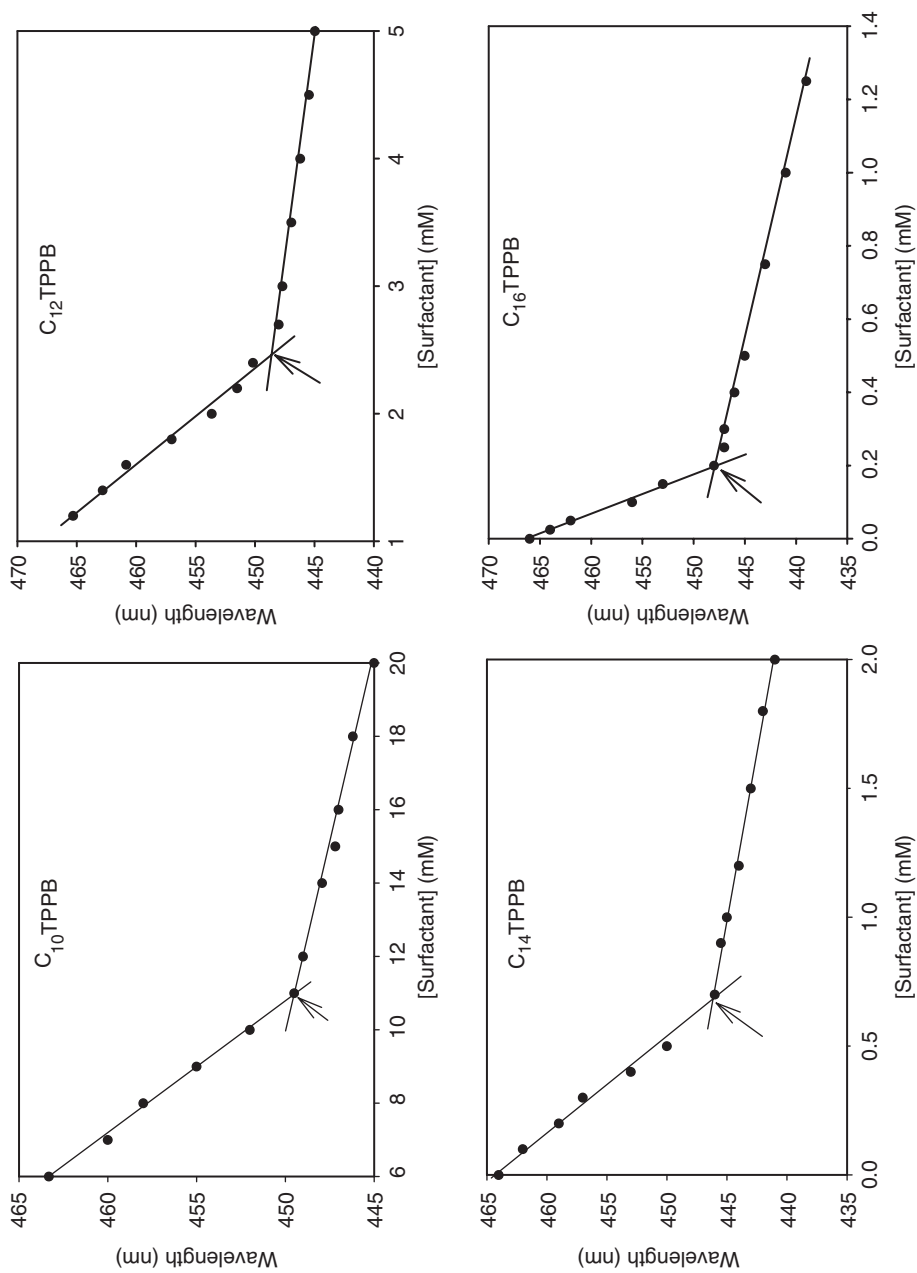 C10TPPB
Wavelength (nm)
465
460
455
450
445
6 8 10 12 14 16 18 20
[Surfactant] (mM)
C12TPPB
Wavelength (nm)
470
465
460
455
450
445
440
1 2 3 4 5
[Surfactant] (mM)
C14TPPB
Wavelength (nm)
465
460
455
450
445
440
435
0.0 0.5 1.0 1.5 2.0
[Surfactant] (mM)
C16TPPB
Wavelength (nm)
470
465
460
455
450
445
440
435
0.0 0.2 0.4 0.6 0.8 1.0 1.2 1.4
[Surfactant] (mM)